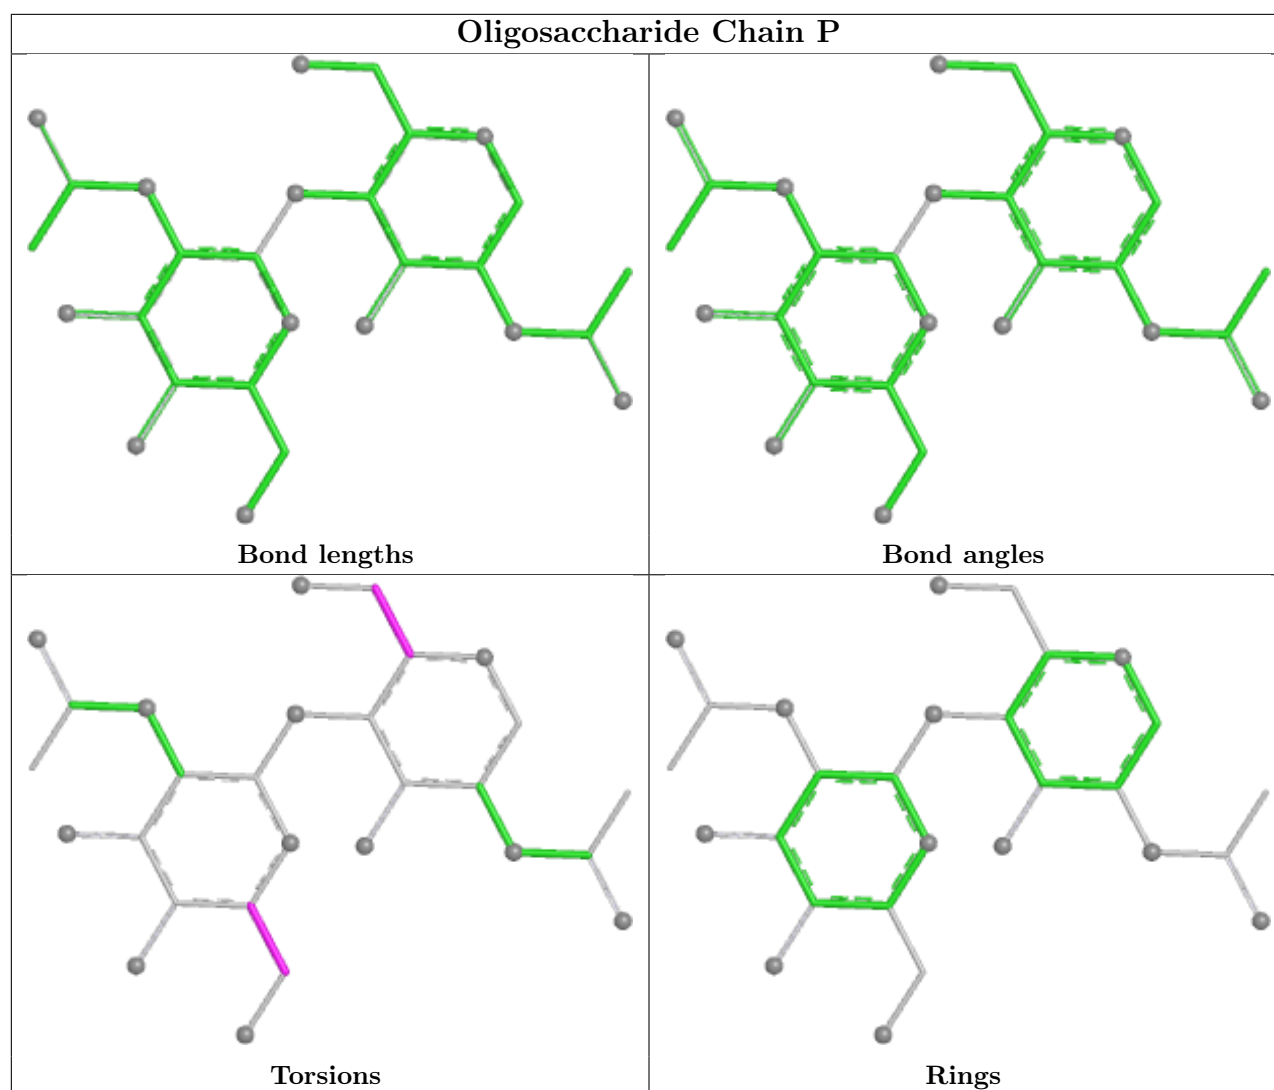 Oligosaccharide Chain P
Bond lengths
Bond angles
Torsions
Rings